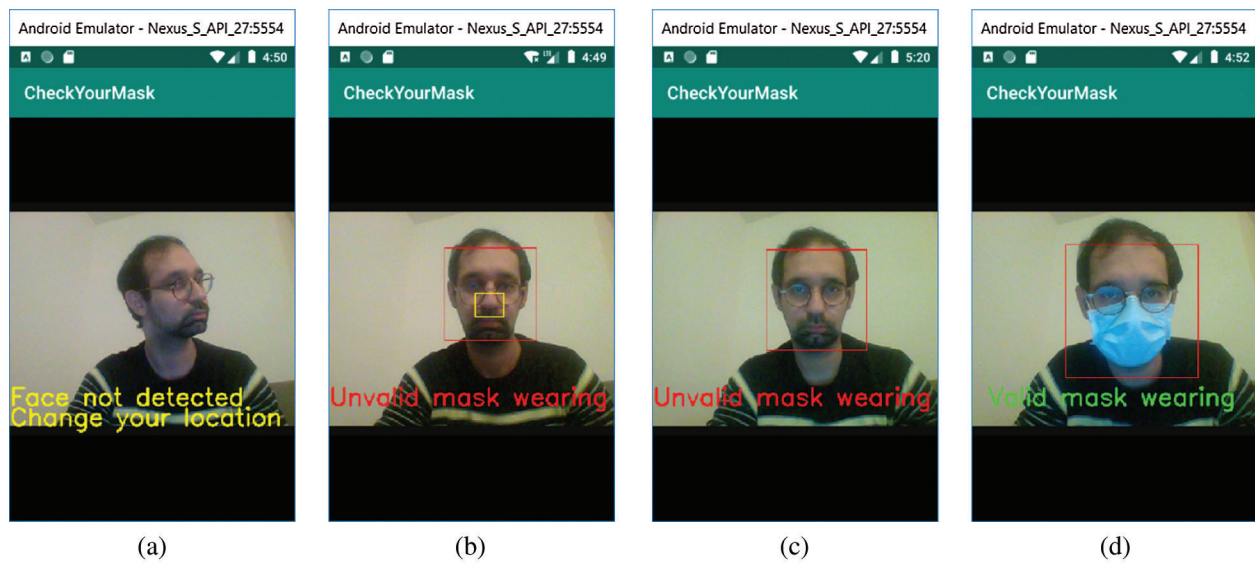 Android Emulator - Nexus_S_API_27:5554
4:50
CheckYourMask
Face not detected
Change your location
(a)
Android Emulator - Nexus_S_API_27:5554
LTE
4:49
CheckYourMask
Unvalid mask wearing
(b)
Android Emulator - Nexus_S_API_27:5554
5:20
CheckYourMask
Unvalid mask wearing
(c)
Android Emulator - Nexus_S_API_27:5554
4:52
CheckYourMask
Valid mask wearing
(d)